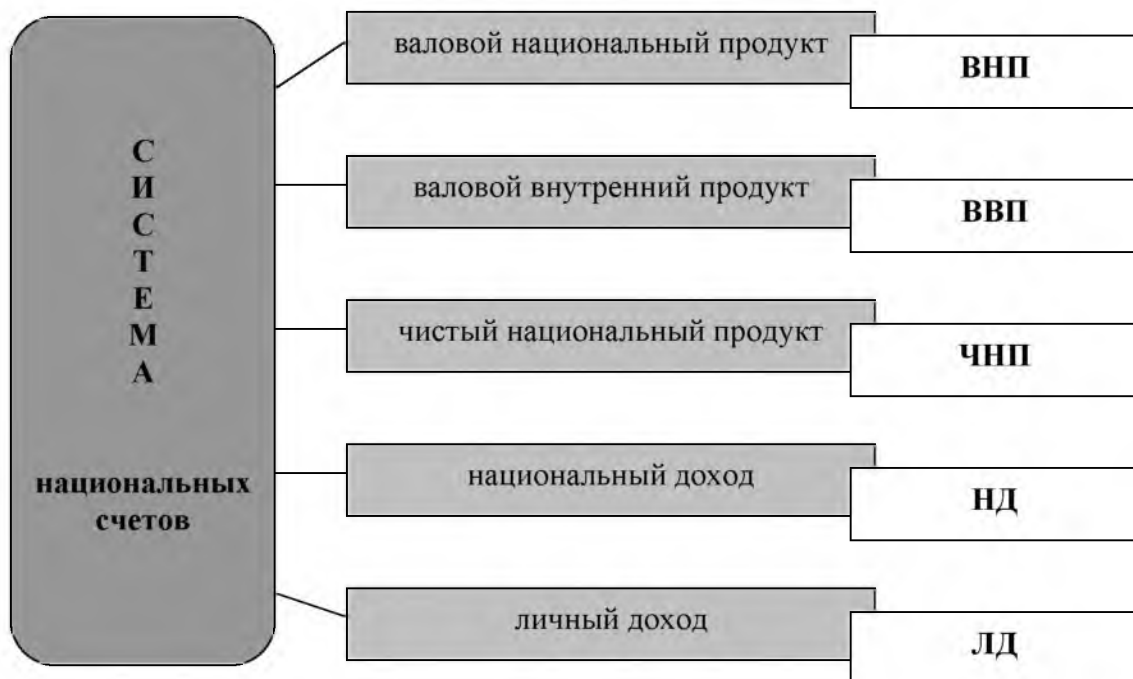 С
И
С
Т
Е
М
А
национальных
счетов
валовой национальный продукт
ВНП
валовой внутренний продукт
ВВП
чистый национальный продукт
ЧНП
национальный доход
НД
личный доход
ЛД